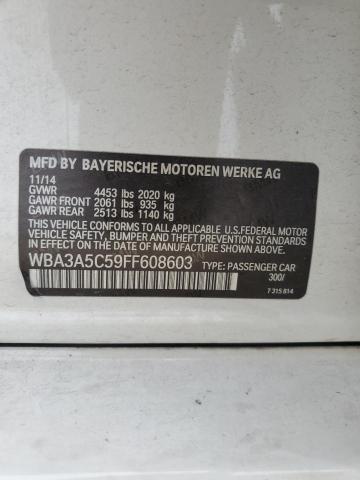 MFD BY BAYERISCHE MOTOREN WERKE AG
11/14
GVWR 4453 lbs 2020 kg
GAWR FRONT 2061 lbs 935 kg
GAWR REAR 2513 lbs 1140 kg
THIS VEHICLE CONFORMS TO ALL APPLICABLE U.S.FEDERAL MOTOR
VEHICLE SAFETY, BUMPER AND THEFT PREVENTION STANDARDS IN
EFFECT ON THE DATE OF MANUFACTURE SHOWN ABOVE.
WBA3A5C59FF608603 TYPE: PASSENGER CAR
300/
7 315 814